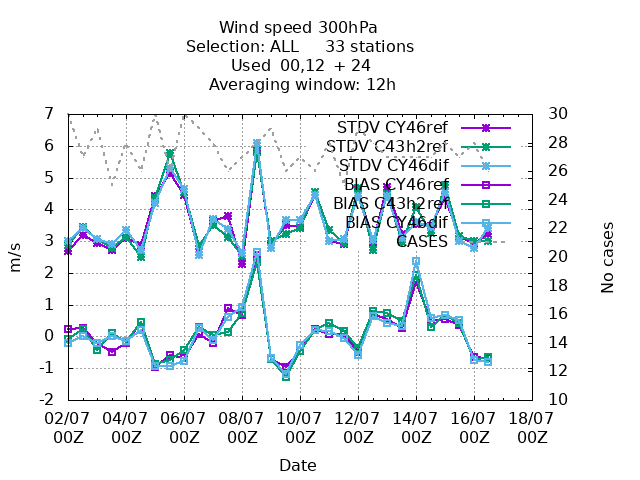 Wind speed 300hPa
Selection: ALL 33 stations
Used 00,12 + 24
Averaging window: 12h
7
6
5
4
3
2
1
0
-1
-2
m/s
30
28
26
24
22
20
18
16
14
12
10
No cases
STDV CY46ref
STDV C43h2ref
STDV CY46dif
BIAS CY46ref
BIAS C43h2ref
BIAS CY46dif
CASES
02/07 04/07 06/07 08/07 10/07 12/07 14/07 16/07 18/07
00Z 00Z 00Z 00Z 00Z 00Z 00Z 00Z 00Z
Date